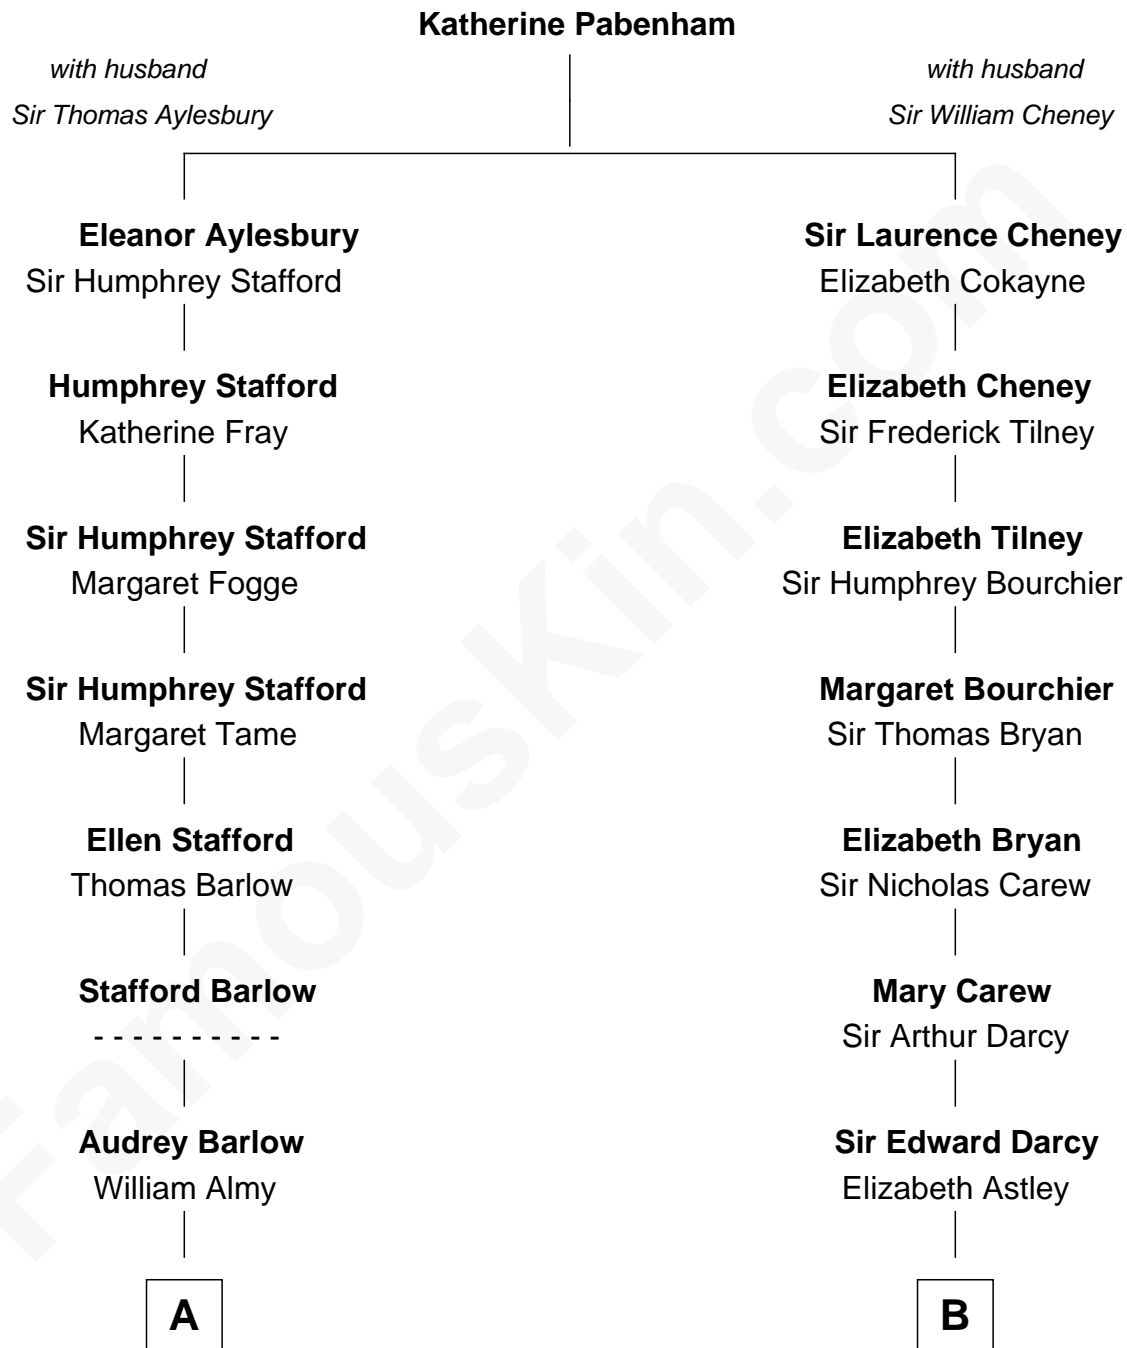 Katherine Pabenham
with husband
Sir Thomas Aylesbury
with husband
Sir William Cheney
Eleanor Aylesbury
Sir Humphrey Stafford
Sir Laurence Cheney
Elizabeth Cokayne
Humphrey Stafford
Katherine Fray
Elizabeth Cheney
Sir Frederick Tilney
Sir Humphrey Stafford
Margaret Fogge
Elizabeth Tilney
Sir Humphrey Bourchier
Sir Humphrey Stafford
Margaret Tame
Margaret Bourchier
Sir Thomas Bryan
Ellen Stafford
Thomas Barlow
Elizabeth Bryan
Sir Nicholas Carew
Stafford Barlow
- - - - - - - - - -
Mary Carew
Sir Arthur Darcy
Audrey Barlow
William Almy
Sir Edward Darcy
Elizabeth Astley
A
B
FamousKin.com